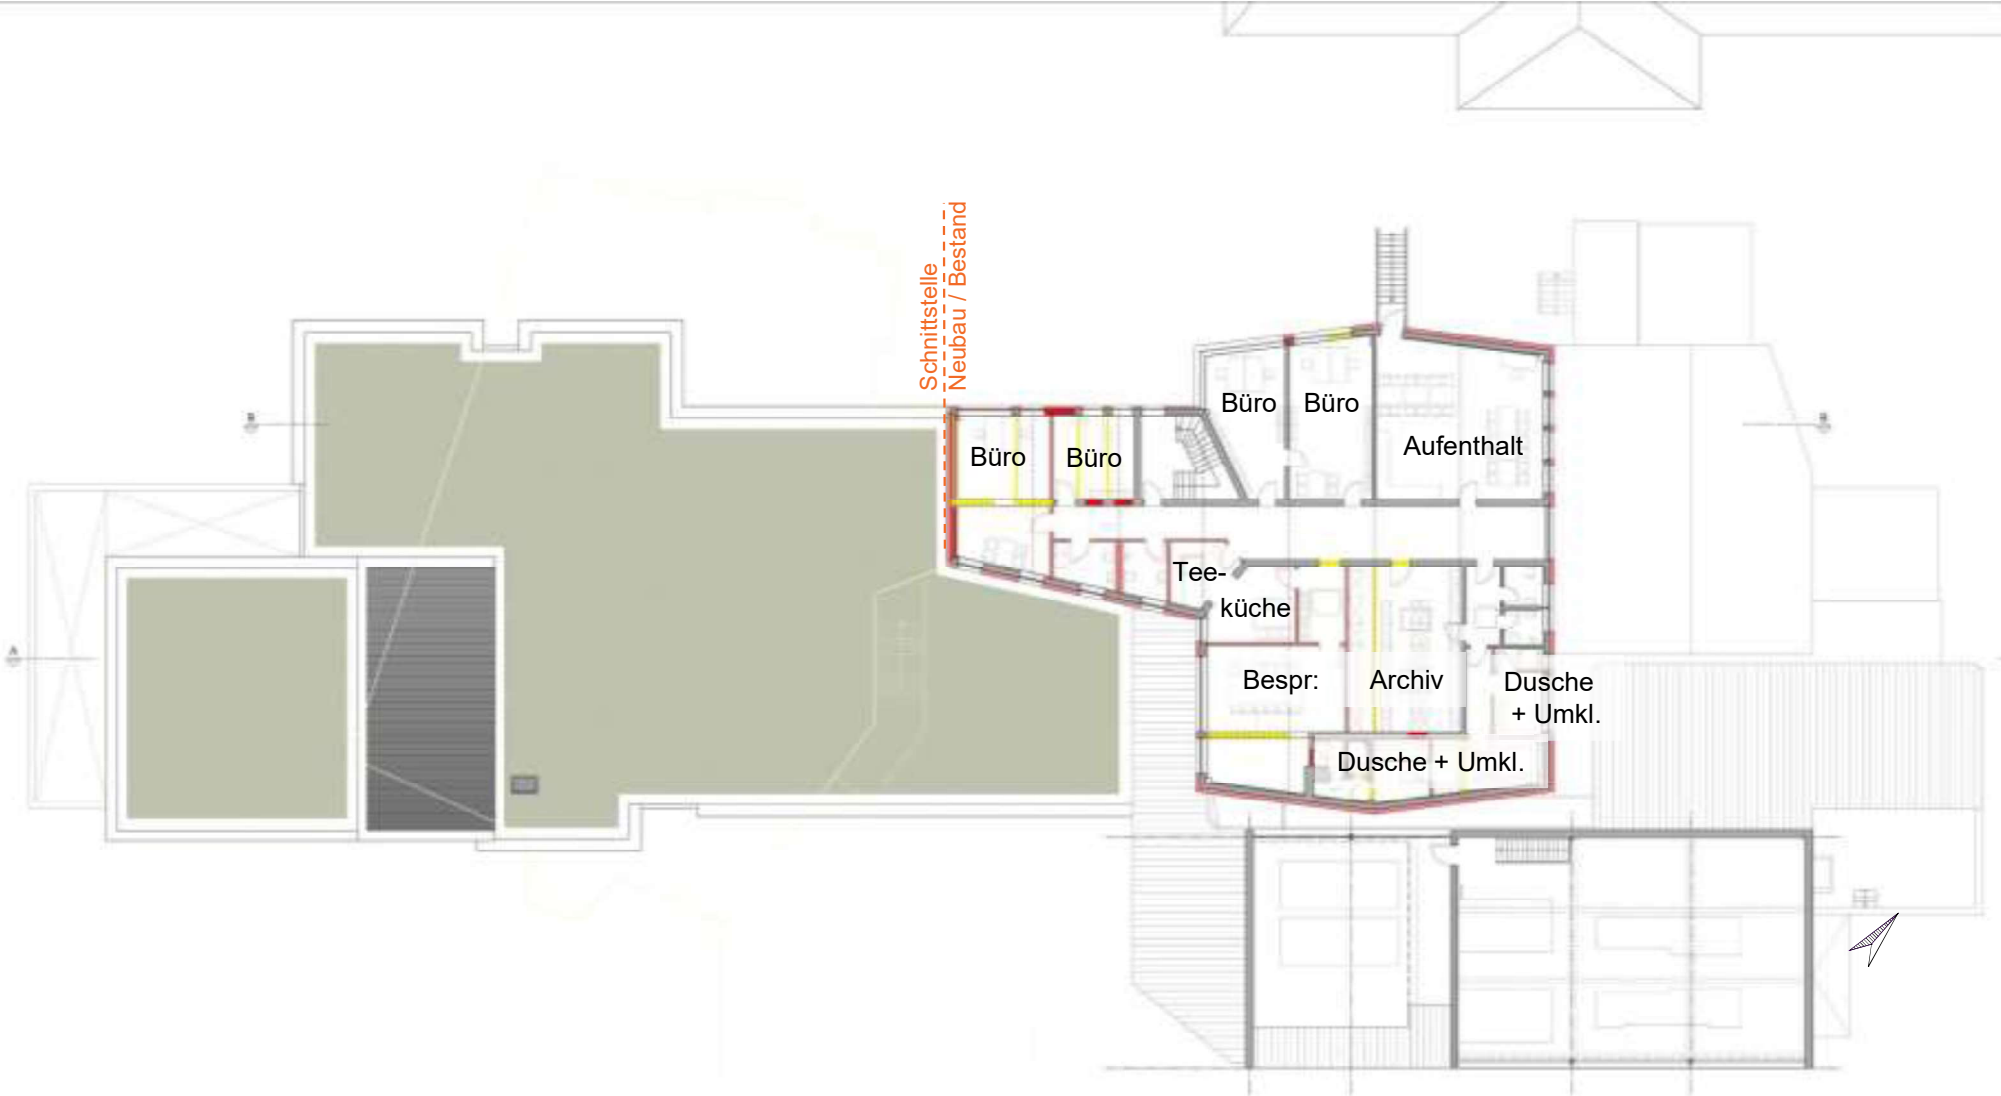 Schnittstelle
Neubau / Bestand
Büro
Büro
Aufenthalt
Büro
Büro
Tee-
küche
Bespr:
Archiv
Dusche
+ Umkl.
Dusche + Umkl.
A